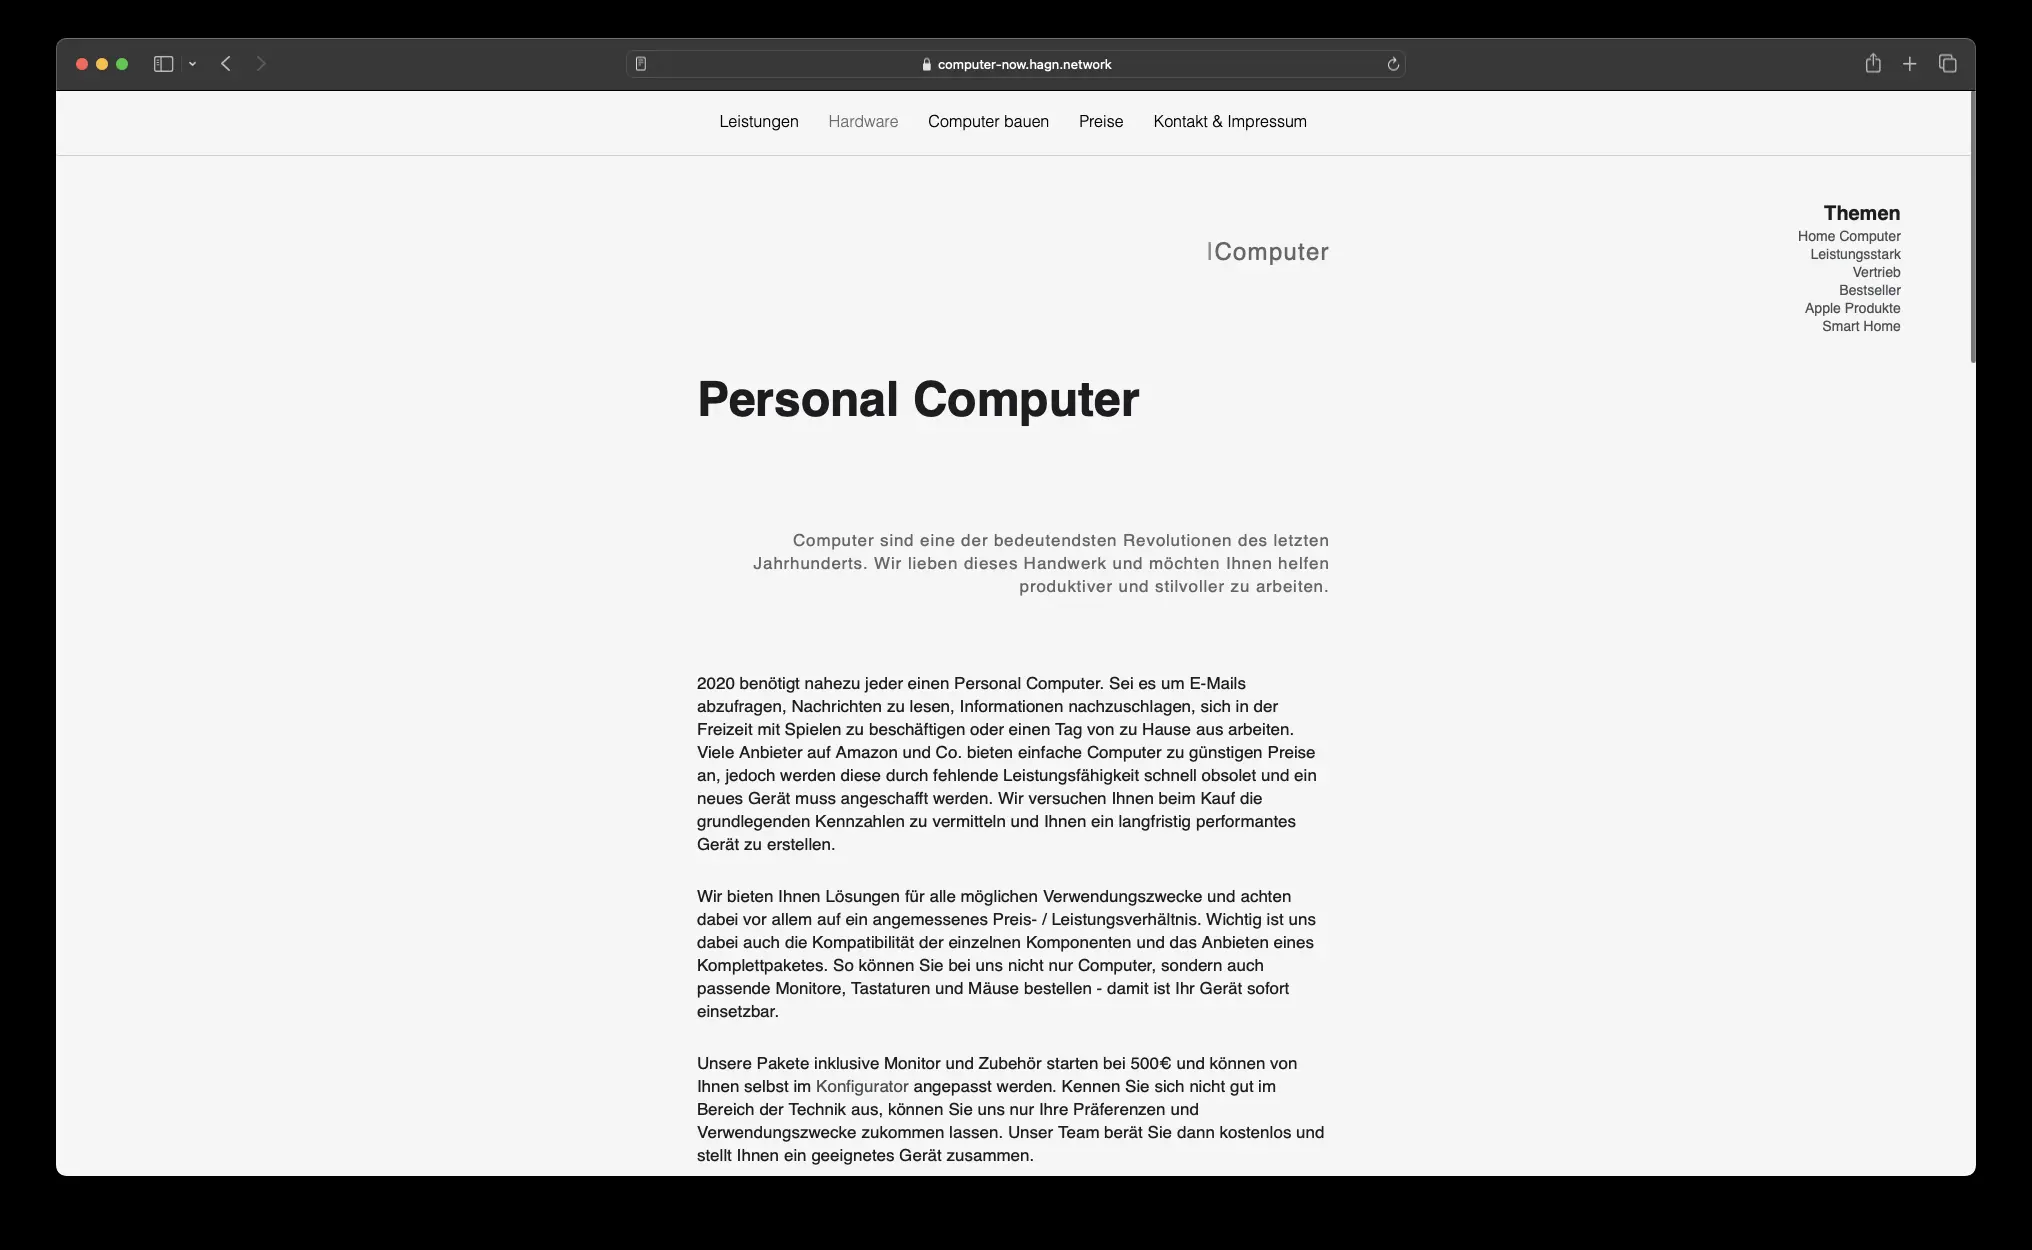 computer-now.hagn.network
Leistungen Hardware Computer bauen Preise Kontakt & Impressum
Themen
Home Computer
Leistungsstark
Vertrieb
Bestseller
Apple Produkte
Smart Home
|Computer
Personal Computer
Computer sind eine der bedeutendsten Revolutionen des letzten
Jahrhunderts. Wir lieben dieses Handwerk und möchten Ihnen helfen
produktiver und stilvoller zu arbeiten.
2020 benötigt nahezu jeder einen Personal Computer. Sei es um E-Mails
abzufragen, Nachrichten zu lesen, Informationen nachzuschlagen, sich in der
Freizeit mit Spielen zu beschäftigen oder einen Tag von zu Hause aus arbeiten.
Viele Anbieter auf Amazon und Co. bieten einfache Computer zu günstigen Preise
an, jedoch werden diese durch fehlende Leistungsfähigkeit schnell obsolet und ein
neues Gerät muss angeschafft werden. Wir versuchen Ihnen beim Kauf die
grundlegenden Kennzahlen zu vermitteln und Ihnen ein langfristig performantes
Gerät zu erstellen.
Wir bieten Ihnen Lösungen für alle möglichen Verwendungszwecke und achten
dabei vor allem auf ein angemessenes Preis- / Leistungsverhältnis. Wichtig ist uns
dabei auch die Kompatibilität der einzelnen Komponenten und das Anbieten eines
Komplettpaketes. So können Sie bei uns nicht nur Computer, sondern auch
passende Monitore, Tastaturen und Mäuse bestellen - damit ist Ihr Gerät sofort
einsetzbar.
Unsere Pakete inklusive Monitor und Zubehör starten bei 500€ und können von
Ihnen selbst im Konfigurator angepasst werden. Kennen Sie sich nicht gut im
Bereich der Technik aus, können Sie uns nur Ihre Präferenzen und
Verwendungszwecke zukommen lassen. Unser Team berät Sie dann kostenlos und
stellt Ihnen ein geeignetes Gerät zusammen.